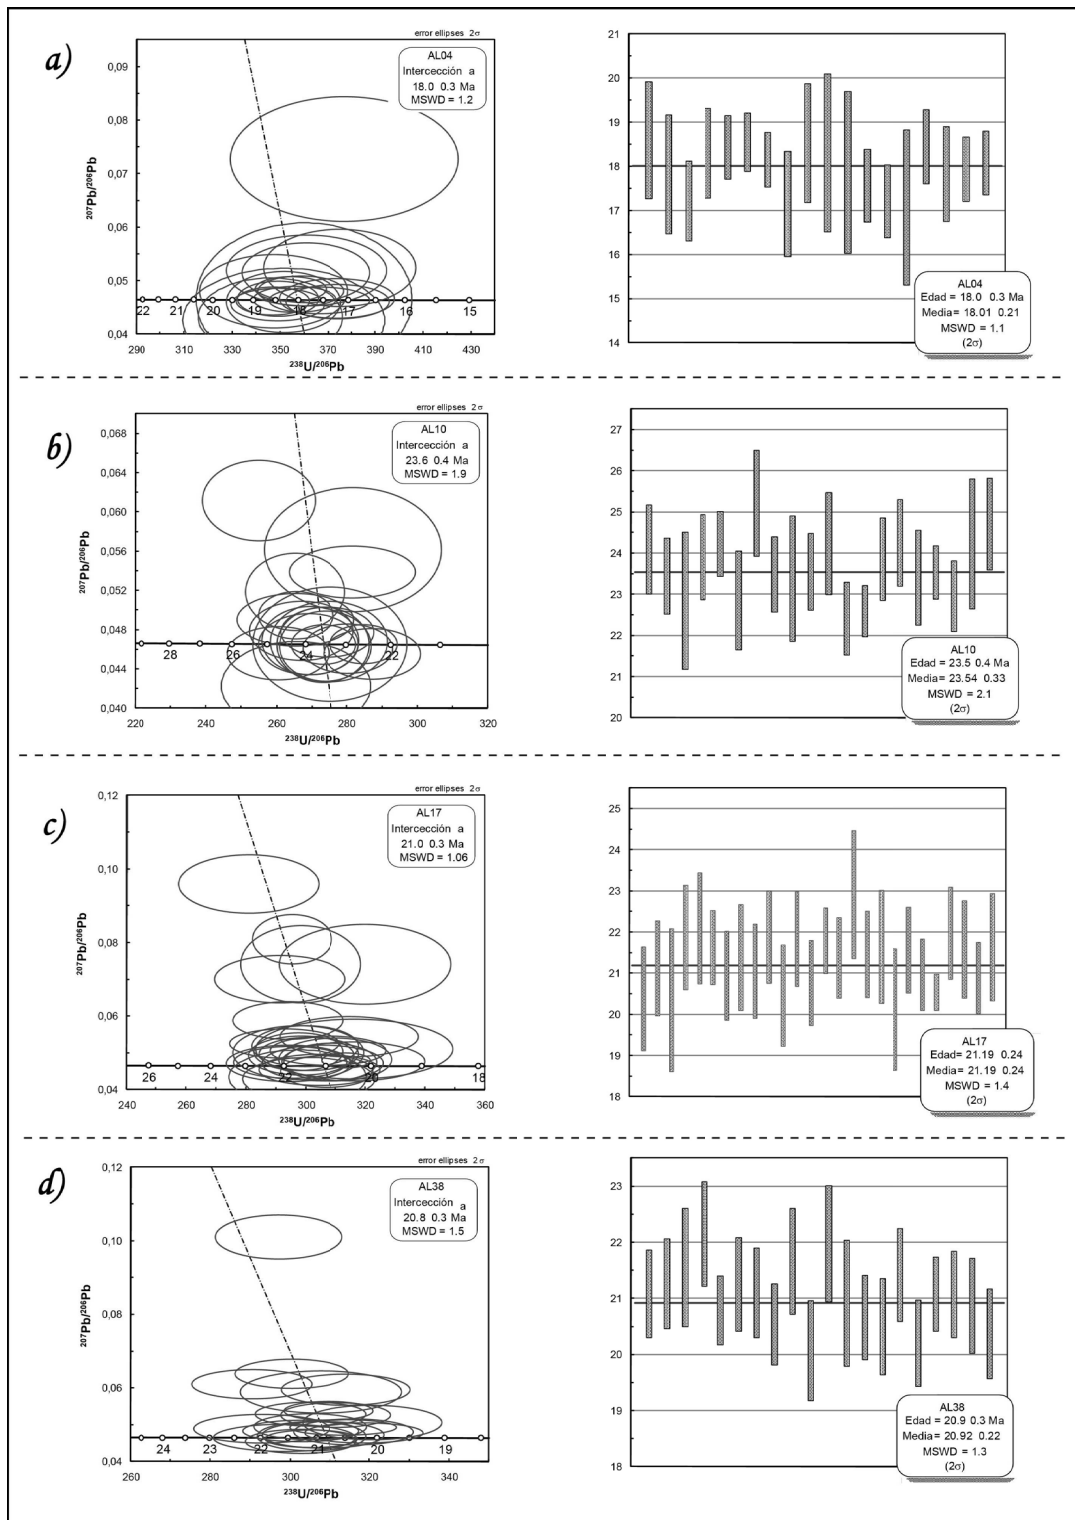 a)
error ellipses 2σ
AL04
Intercección a
18.0 0.3 Ma
MSWD = 1.2
0,09
0,08
0,07
0,06
0,05
0,04
207Pb/206Pb
22 21 20 19 18 17 16 15
290 310 330 350 370 390 410 430
238U/206Pb
21
20
19
18
17
16
15
14
AL04
Edad = 18.0 0.3 Ma
Media= 18.01 0.21
MSWD = 1.1
(2σ)
b)
error ellipses 2σ
AL10
Intercección a
23.6 0.4 Ma
MSWD = 1.9
0,068
0,064
0,060
0,056
0,052
0,048
0,044
0,040
207Pb/206Pb
28 26 24 22
220 240 260 280 300 320
238U/206Pb
27
26
25
24
23
22
21
20
AL10
Edad = 23.5 0.4 Ma
Media= 23.54 0.33
MSWD = 2.1
(2σ)
c)
error ellipses 2σ
AL17
Intercección a
21.0 0.3 Ma
MSWD = 1.06
0,12
0,10
0,08
0,06
0,04
207Pb/206Pb
26 24 22 20 18
240 260 280 300 320 340 360
238U/206Pb
25
24
23
22
21
20
19
18
AL17
Edad= 21.19 0.24
Media= 21.19 0.24
MSWD = 1.4
(2σ)
d)
error ellipses 2σ
AL38
Intercección a
20.8 0.3 Ma
MSWD = 1.5
0,12
0,10
0,08
0,06
0,04
207Pb/206Pb
24 23 22 21 20 19
260 280 300 320 340
238U/206Pb
23
22
21
20
19
18
AL38
Edad = 20.9 0.3 Ma
Media= 20.92 0.22
MSWD = 1.3
(2σ)